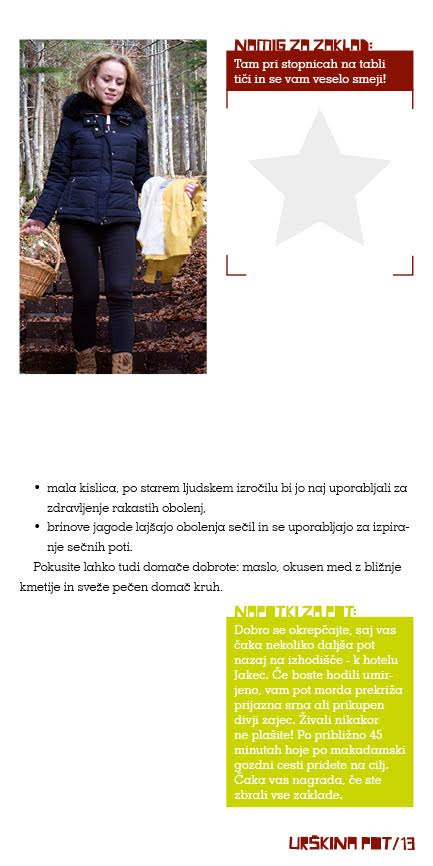 NAMIG ZA ZAKLAD:
Tam pri stopnicah na tabli
tiči in se vam veselo smeji!
• mala kislica, po starem ljudskem izročilu bi jo naj uporabljali za
zdravljenje rakastih obolenj,
• brinove jagode lajšajo obolenja sečil in se uporabljajo za izpira-
nje sečnih poti.
Pokusite lahko tudi domače dobrote: maslo, okusen med z bližnje
kmetije in sveže pečen domač kruh.
NAPOTKI ZA POT:
Dobro se okrepčajte, saj vas
čaka nekoliko daljša pot
nazaj na izhodišče - k hotelu
Jakec. Če boste hodili umir-
jeno, vam pot morda prekriža
prijazna srna ali prikupen
divji zajec. Živali nikakor
ne plašite! Po približno 45
minutah hoje po makadamski
gozdni cesti pridete na cilj.
Čaka vas nagrada, če ste
zbrali vse zaklade.
URŠKINA POT/13